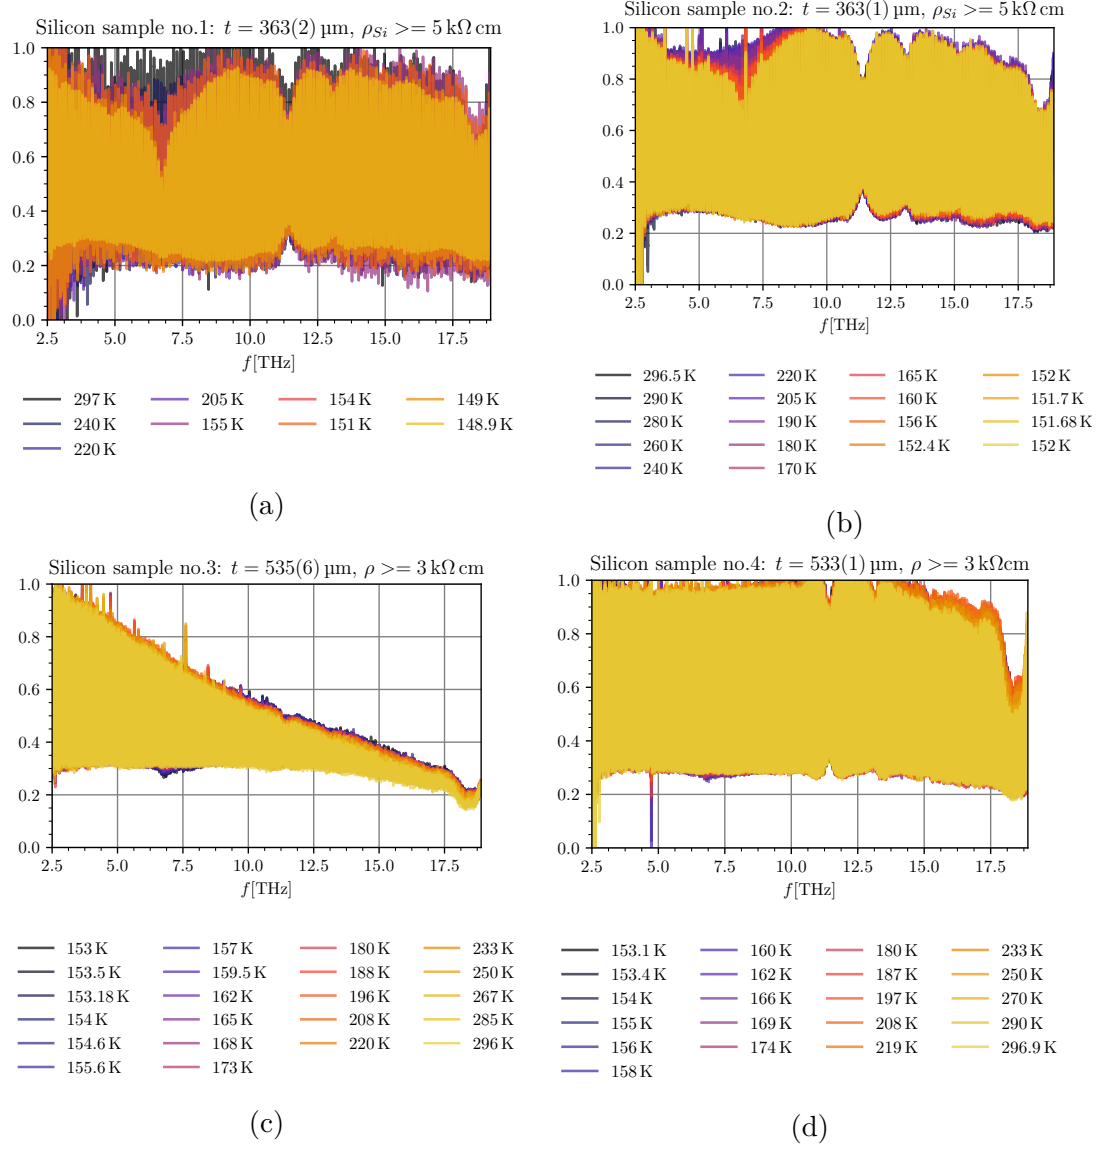 Silicon sample no.1: t = 363(2) µm, ρSi >= 5 kΩ cm
1.0
0.8
0.6
0.4
0.2
0.0
2.5 5.0 7.5 10.0 12.5 15.0 17.5
f[THz]
297 K 205 K 154 K 149 K
240 K 155 K 151 K 148.9 K
220 K
(a)
Silicon sample no.2: t = 363(1) µm, ρSi >= 5 kΩ cm
1.0
0.8
0.6
0.4
0.2
0.0
2.5 5.0 7.5 10.0 12.5 15.0 17.5
f[THz]
296.5 K 220 K 165 K 152 K
290 K 205 K 160 K 151.7 K
280 K 190 K 156 K 151.68 K
260 K 180 K 152.4 K 152 K
240 K 170 K
(b)
Silicon sample no.3: t = 535(6) µm, ρ >= 3 kΩ cm
1.0
0.8
0.6
0.4
0.2
0.0
2.5 5.0 7.5 10.0 12.5 15.0 17.5
f[THz]
153 K 157 K 180 K 233 K
153.5 K 159.5 K 188 K 250 K
153.18 K 162 K 196 K 267 K
154 K 165 K 208 K 285 K
154.6 K 168 K 220 K 296 K
155.6 K 173 K
(c)
Silicon sample no.4: t = 533(1) µm, ρ >= 3 kΩcm
1.0
0.8
0.6
0.4
0.2
0.0
2.5 5.0 7.5 10.0 12.5 15.0 17.5
f[THz]
153.1 K 160 K 180 K 233 K
153.4 K 162 K 187 K 250 K
154 K 166 K 197 K 270 K
155 K 169 K 208 K 290 K
156 K 174 K 219 K 296.9 K
158 K
(d)